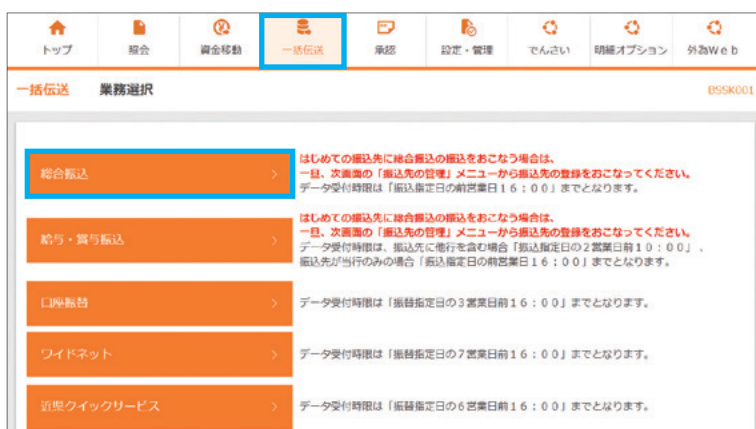 トップ 照会 資金移動 一括伝送 承認 設定・管理 でんさい 明細オプション 外為Ｗｅｂ
一括伝送 業務選択 BSSK001
総合振込
はじめての振込先に総合振込の振込をおこなう場合は、
一旦、次画面の「振込先の管理」メニューから振込先の登録をおこなってください。
データ受付時限は「振込指定日の前営業日１６：００」までとなります。
給与・賞与振込
はじめての振込先に総合振込の振込をおこなう場合は、
一旦、次画面の「振込先の管理」メニューから振込先の登録をおこなってください。
データ受付時限は、振込先に他行を含む場合「振込指定日の２営業日前１０：００」、
振込先が当行のみの場合「振込指定日の前営業日１６：００」までとなります。
口座振替
データ受付時限は「振替指定日の３営業日前１６：００」までとなります。
ワイドネット
データ受付時限は「振替指定日の７営業日前１６：００」までとなります。
近県クイックサービス
データ受付時限は「振替指定日の６営業日前１６：００」までとなります。